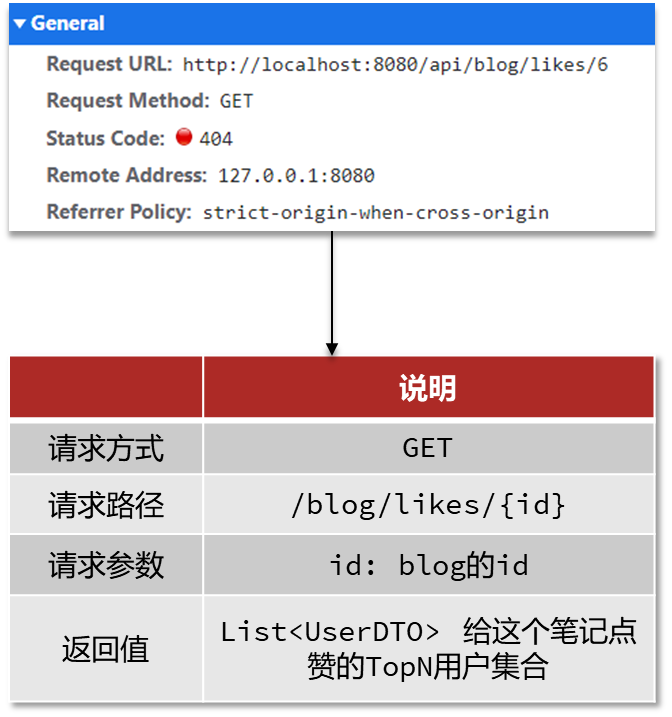 General
Request URL: http://localhost:8080/api/blog/likes/6
Request Method: GET
Status Code: 404
Remote Address: 127.0.0.1:8080
Referrer Policy: strict-origin-when-cross-origin
说明
请求方式 GET
请求路径 /blog/likes/{id}
请求参数 id: blog的id
返回值 List<UserDTO> 给这个笔记点
赞的TopN用户集合